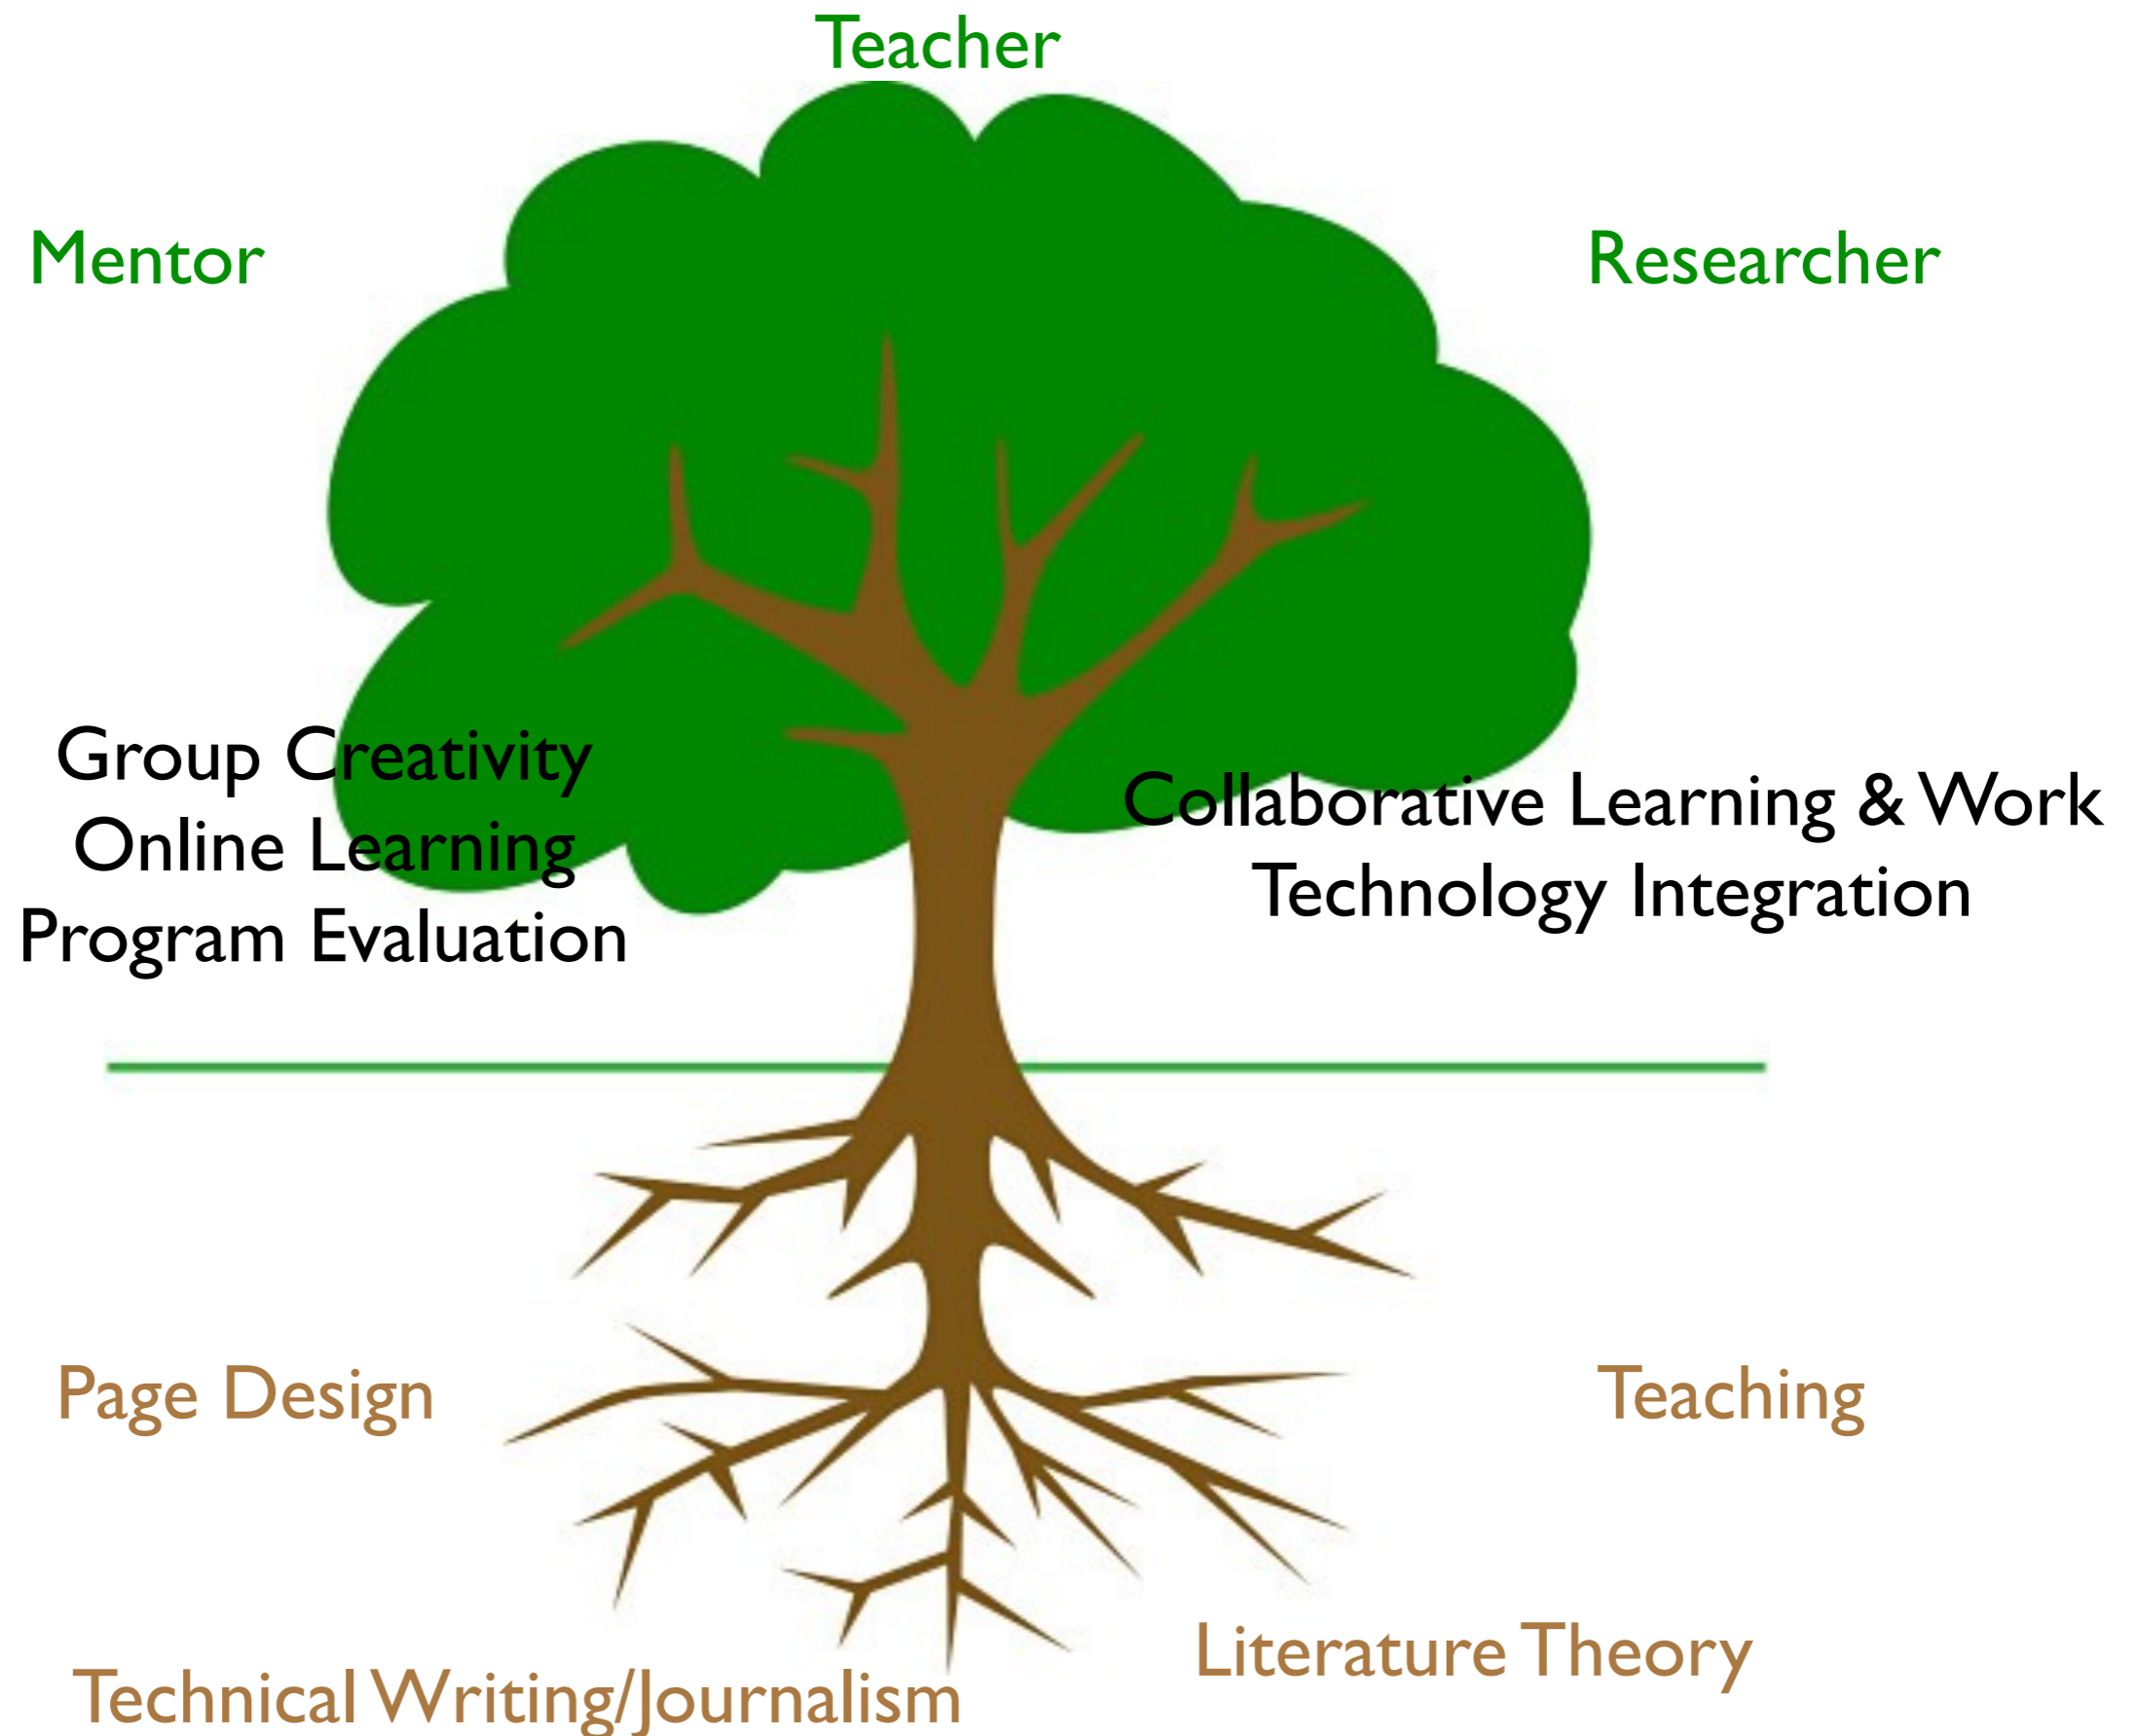 Teacher
Mentor
Researcher
Group Creativity
Online Learning
Program Evaluation
Collaborative Learning & Work
Technology Integration
Page Design
Teaching
Literature Theory
Technical Writing/Journalism